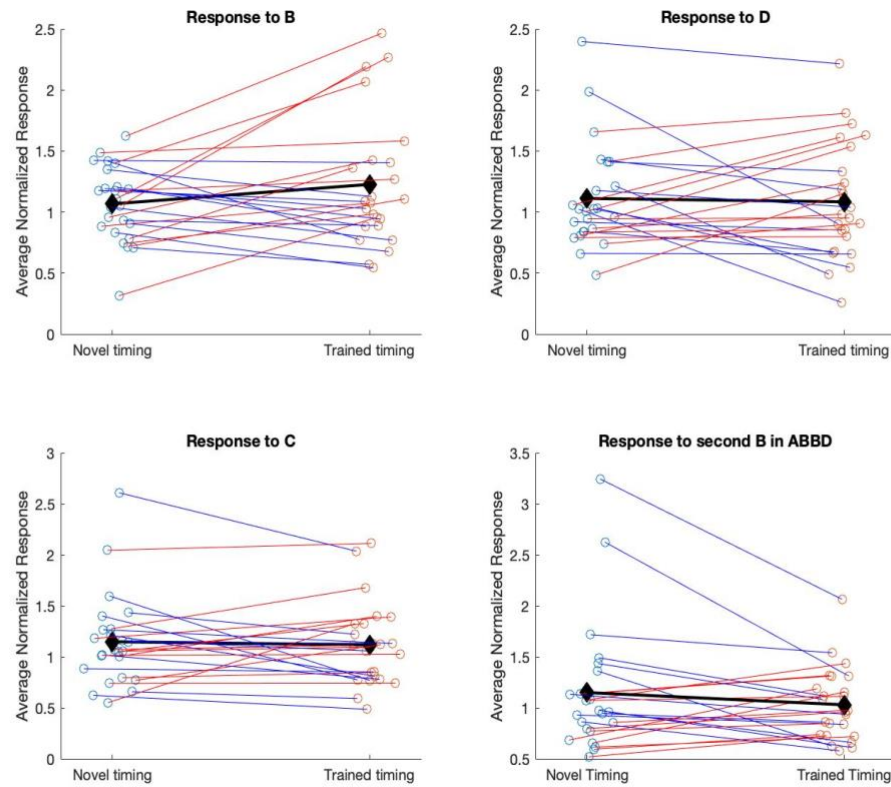 Response to B
Average Normalized Response
2.5
2
1.5
1
0.5
0
Novel timing Trained timing
Response to D
Average Normalized Response
2.5
2
1.5
1
0.5
0
Novel timing Trained timing
Response to C
Average Normalized Response
3
2.5
2
1.5
1
0.5
0
Novel timing Trained timing
Response to second B in ABBD
Average Normalized Response
3.5
3
2.5
2
1.5
1
0.5
Novel Timing Trained Timing